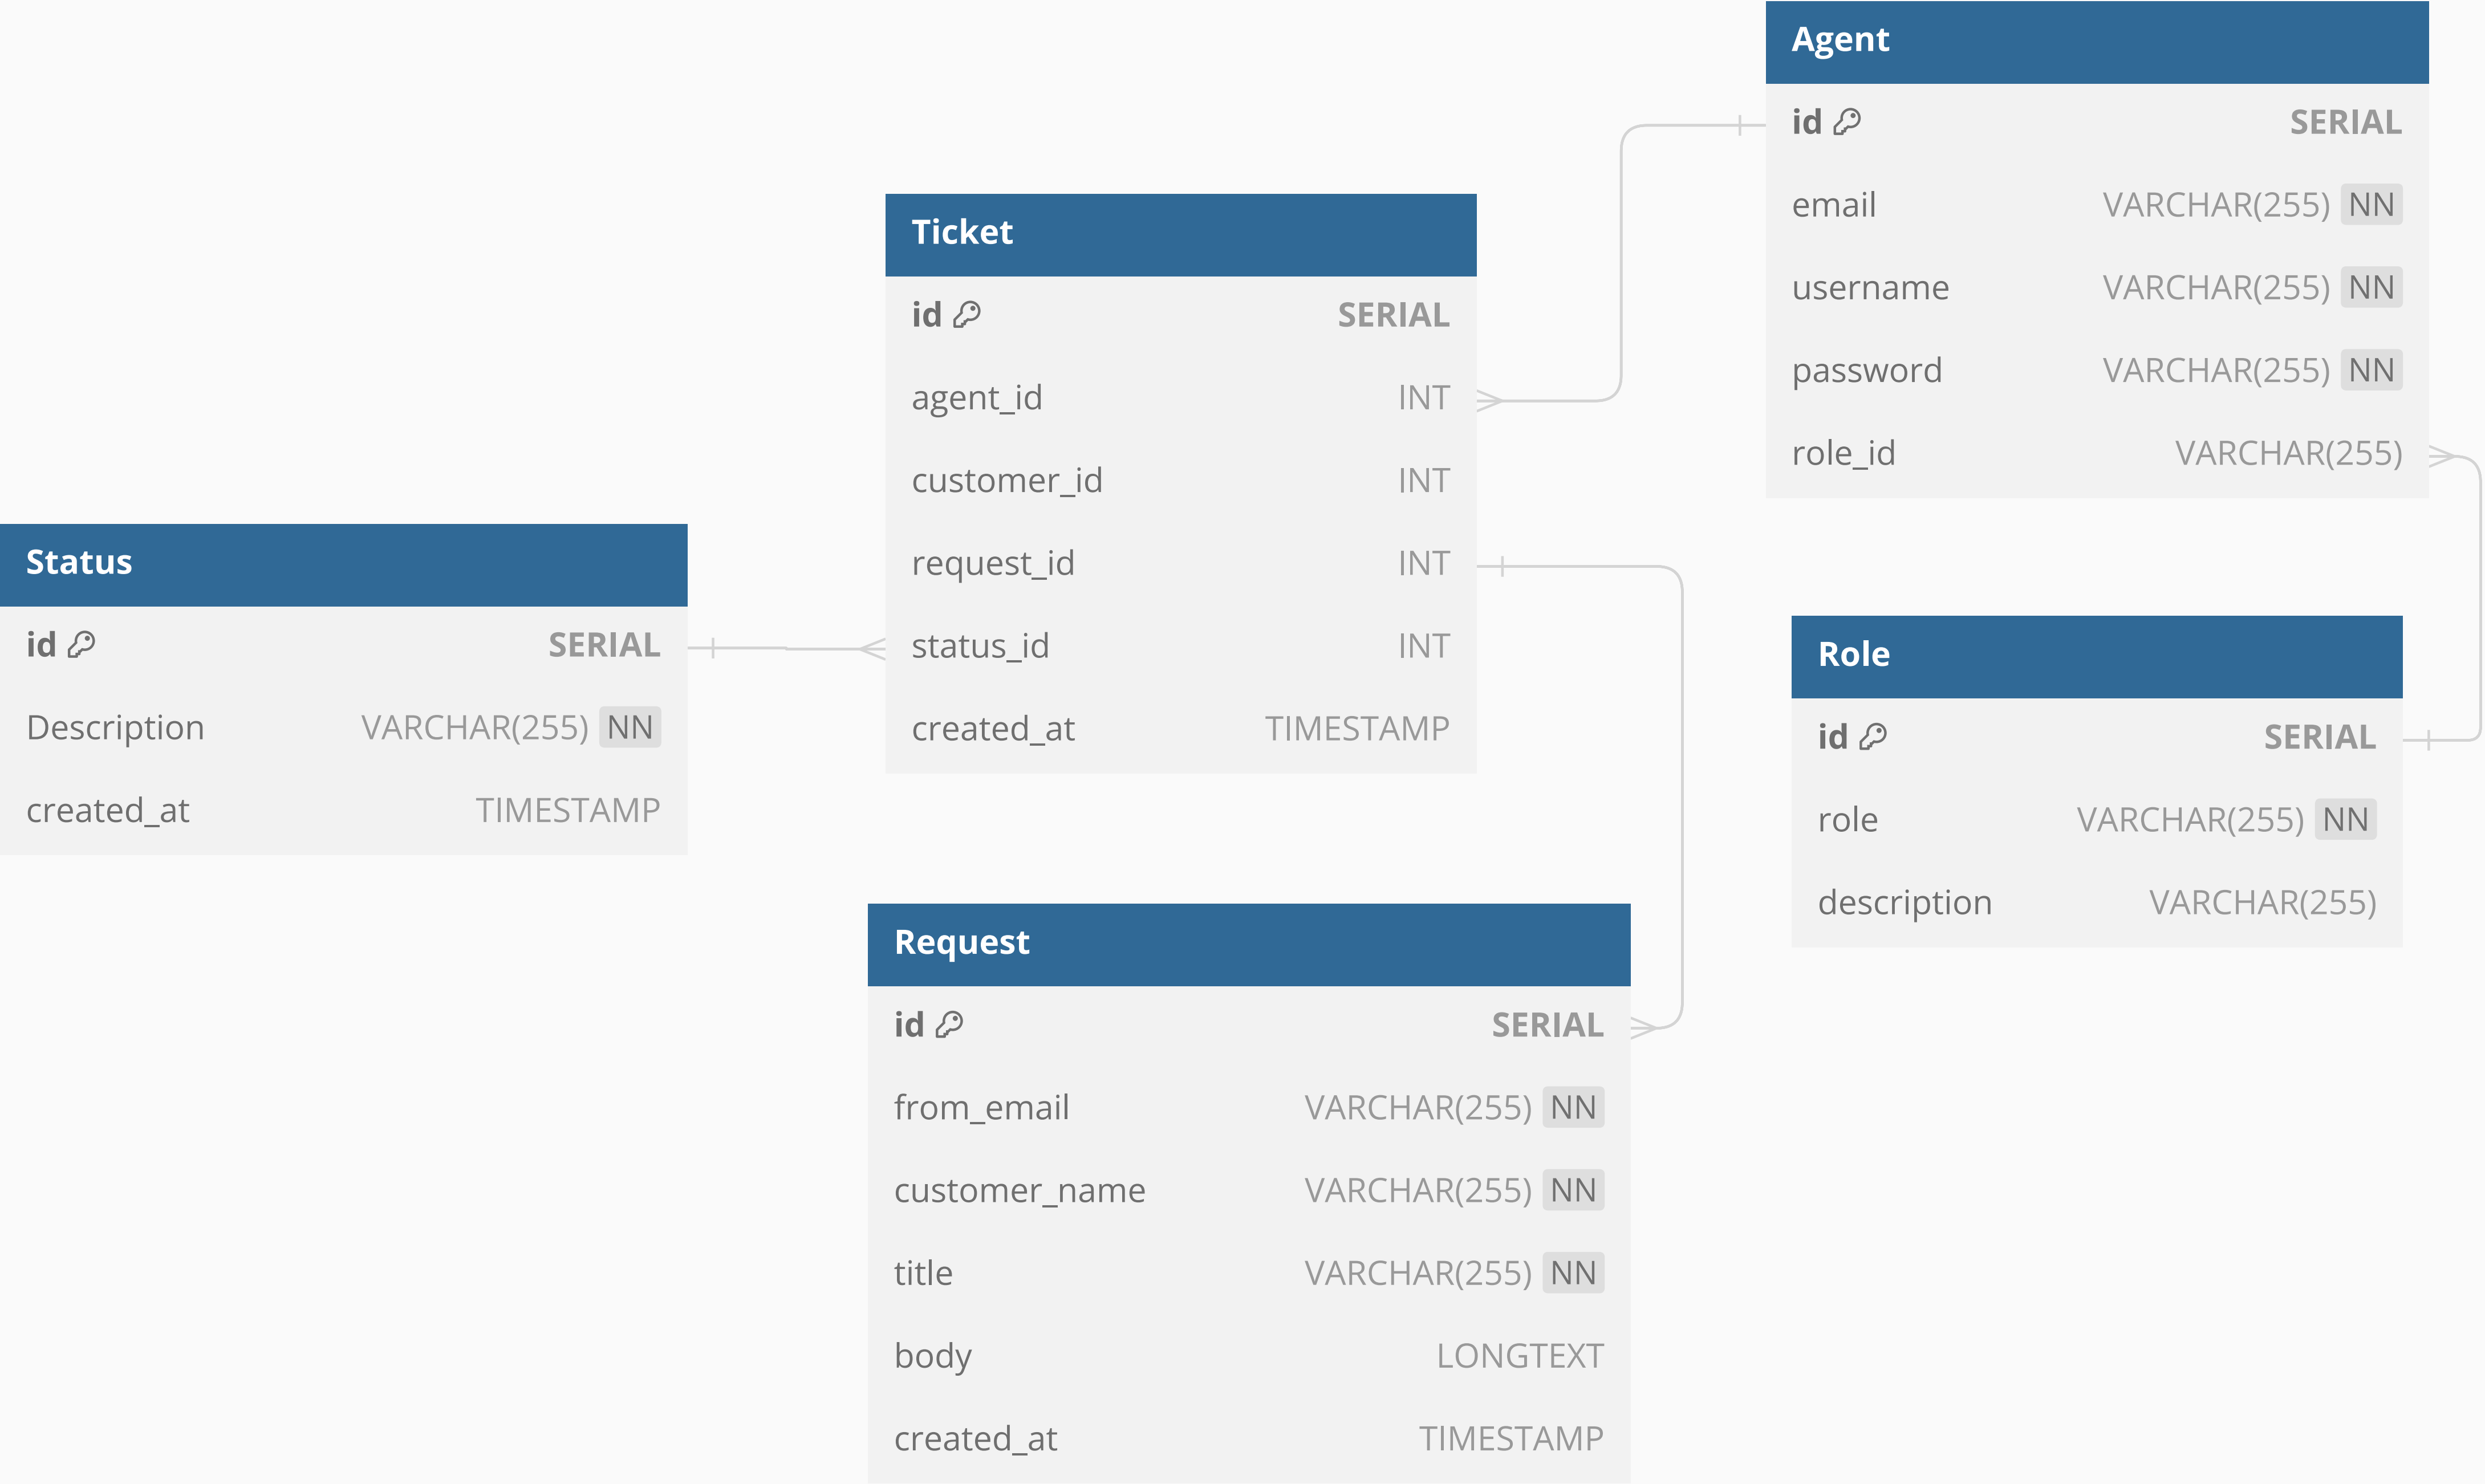 Agent
id SERIAL
email VARCHAR(255) NN
username VARCHAR(255) NN
password VARCHAR(255) NN
role_id VARCHAR(255)
Ticket
id SERIAL
agent_id INT
customer_id INT
request_id INT
status_id INT
created_at TIMESTAMP
Status
id SERIAL
Description VARCHAR(255) NN
created_at TIMESTAMP
Role
id SERIAL
role VARCHAR(255) NN
description VARCHAR(255)
Request
id SERIAL
from_email VARCHAR(255) NN
customer_name VARCHAR(255) NN
title VARCHAR(255) NN
body LONGTEXT
created_at TIMESTAMP